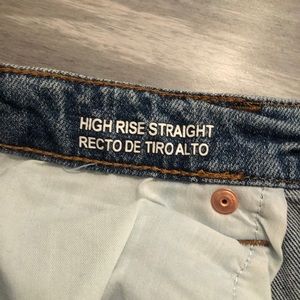 HIGH RISE STRAIGHT
RECTO DE TIRO ALTO